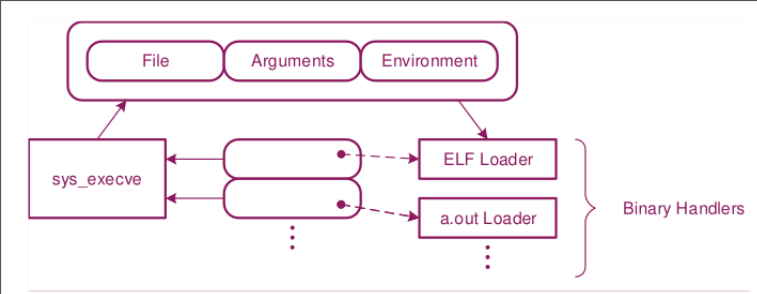 File Arguments Environment
sys_execve
ELF Loader
a.out Loader
Binary Handlers